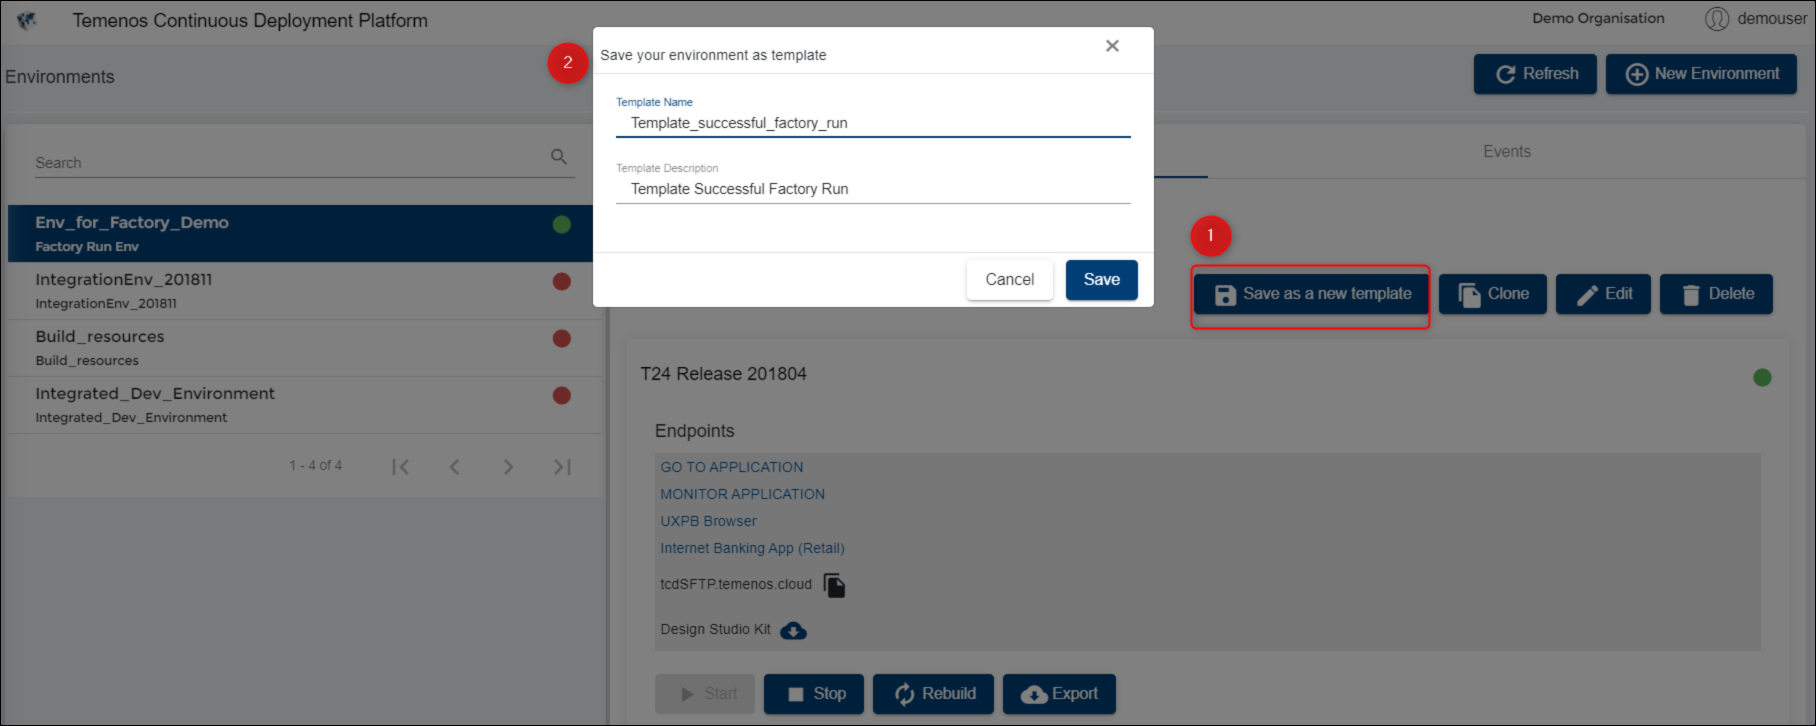 Temenos Continuous Deployment Platform
Demo Organisation
demouser
Environments
Refresh
New Environment
2
Save your environment as template
Template Name
Template_successful_factory_run
Template Description
Template Successful Factory Run
Cancel
Save
Search
Env_for_Factory_Demo
Factory Run Env
IntegrationEnv_201811
IntegrationEnv_201811
Build_resources
Build_resources
Integrated_Dev_Environment
Integrated_Dev_Environment
1 - 4 of 4
Events
1
Save as a new template
Clone
Edit
Delete
T24 Release 201804
Endpoints
GO TO APPLICATION
MONITOR APPLICATION
UXPB Browser
Internet Banking App (Retail)
tcdSFTP.temenos.cloud
Design Studio Kit
Start
Stop
Rebuild
Export